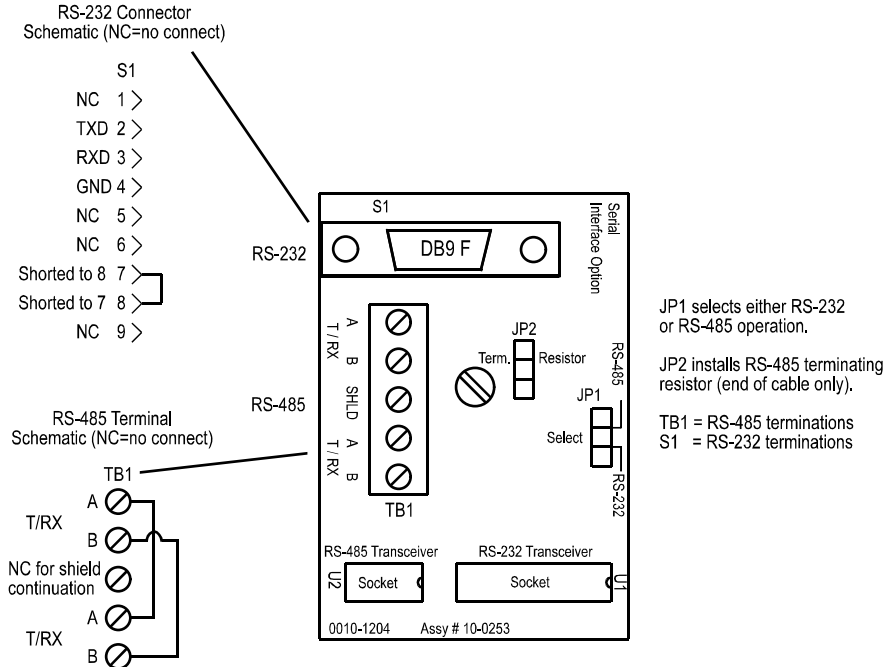 RS-232 Connector
Schematic (NC=no connect)
S1
NC 1
TXD 2
RXD 3
GND 4
NC 5
NC 6
Shorted to 8 7
Shorted to 7 8
NC 9
RS-485 Terminal
Schematic (NC=no connect)
TB1
A
T/RX
B
NC for shield
continuation
A
T/RX
B
RS-232
RS-485
S1
DB9 F
Serial
Interface Option
A
T / RX
B
SHLD
A
T / RX
B
TB1
JP2
Term.
Resistor
JP1
Select
RS-485
RS-232
RS-485 Transceiver
U2
Socket
RS-232 Transceiver
Socket
U1
0010-1204 Assy # 10-0253
JP1 selects either RS-232
or RS-485 operation.
JP2 installs RS-485 terminating
resistor (end of cable only).
TB1 = RS-485 terminations
S1 = RS-232 terminations